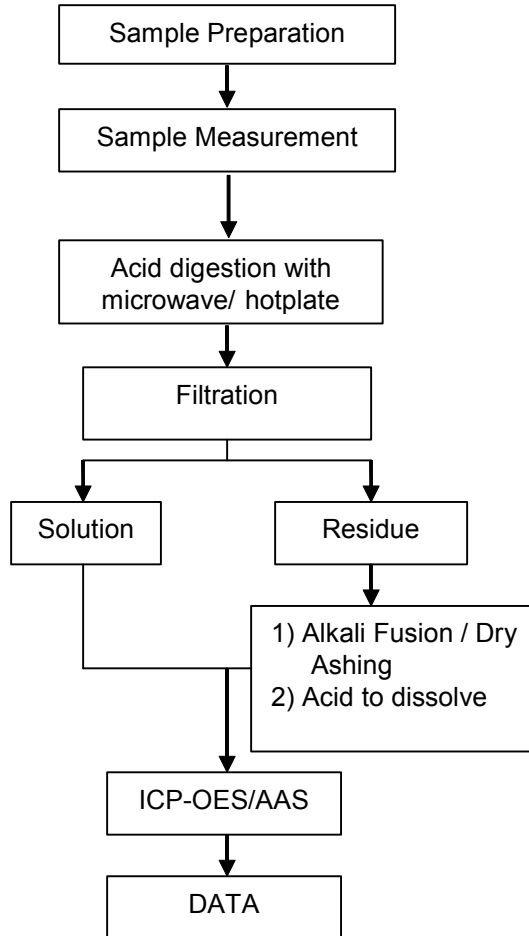 Sample Preparation
Sample Measurement
Acid digestion with
microwave/ hotplate
Filtration
Solution
Residue
1) Alkali Fusion / Dry
Ashing
2) Acid to dissolve
ICP-OES/AAS
DATA